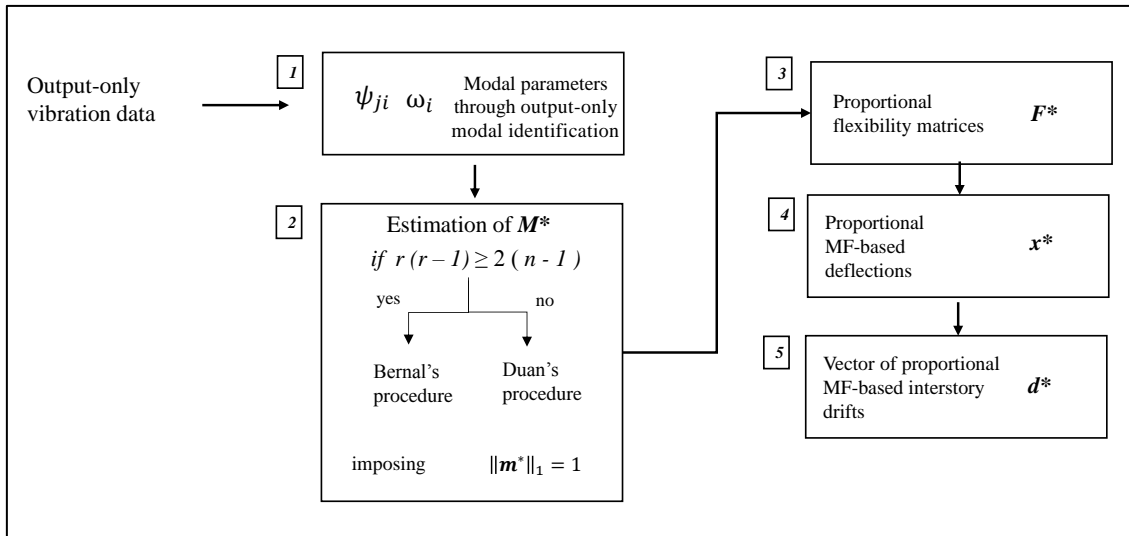 Output-only
vibration data
1
ψji ωi
Modal parameters
through output-only
modal identification
2
Estimation of M*
if r (r – 1) ≥ 2 ( n - 1 )
yes
no
Bernal's
procedure
Duan's
procedure
imposing
‖m*‖1 = 1
3
Proportional
flexibility matrices
F*
4
Proportional
MF-based
deflections
x*
5
Vector of proportional
MF-based interstory
drifts
d*